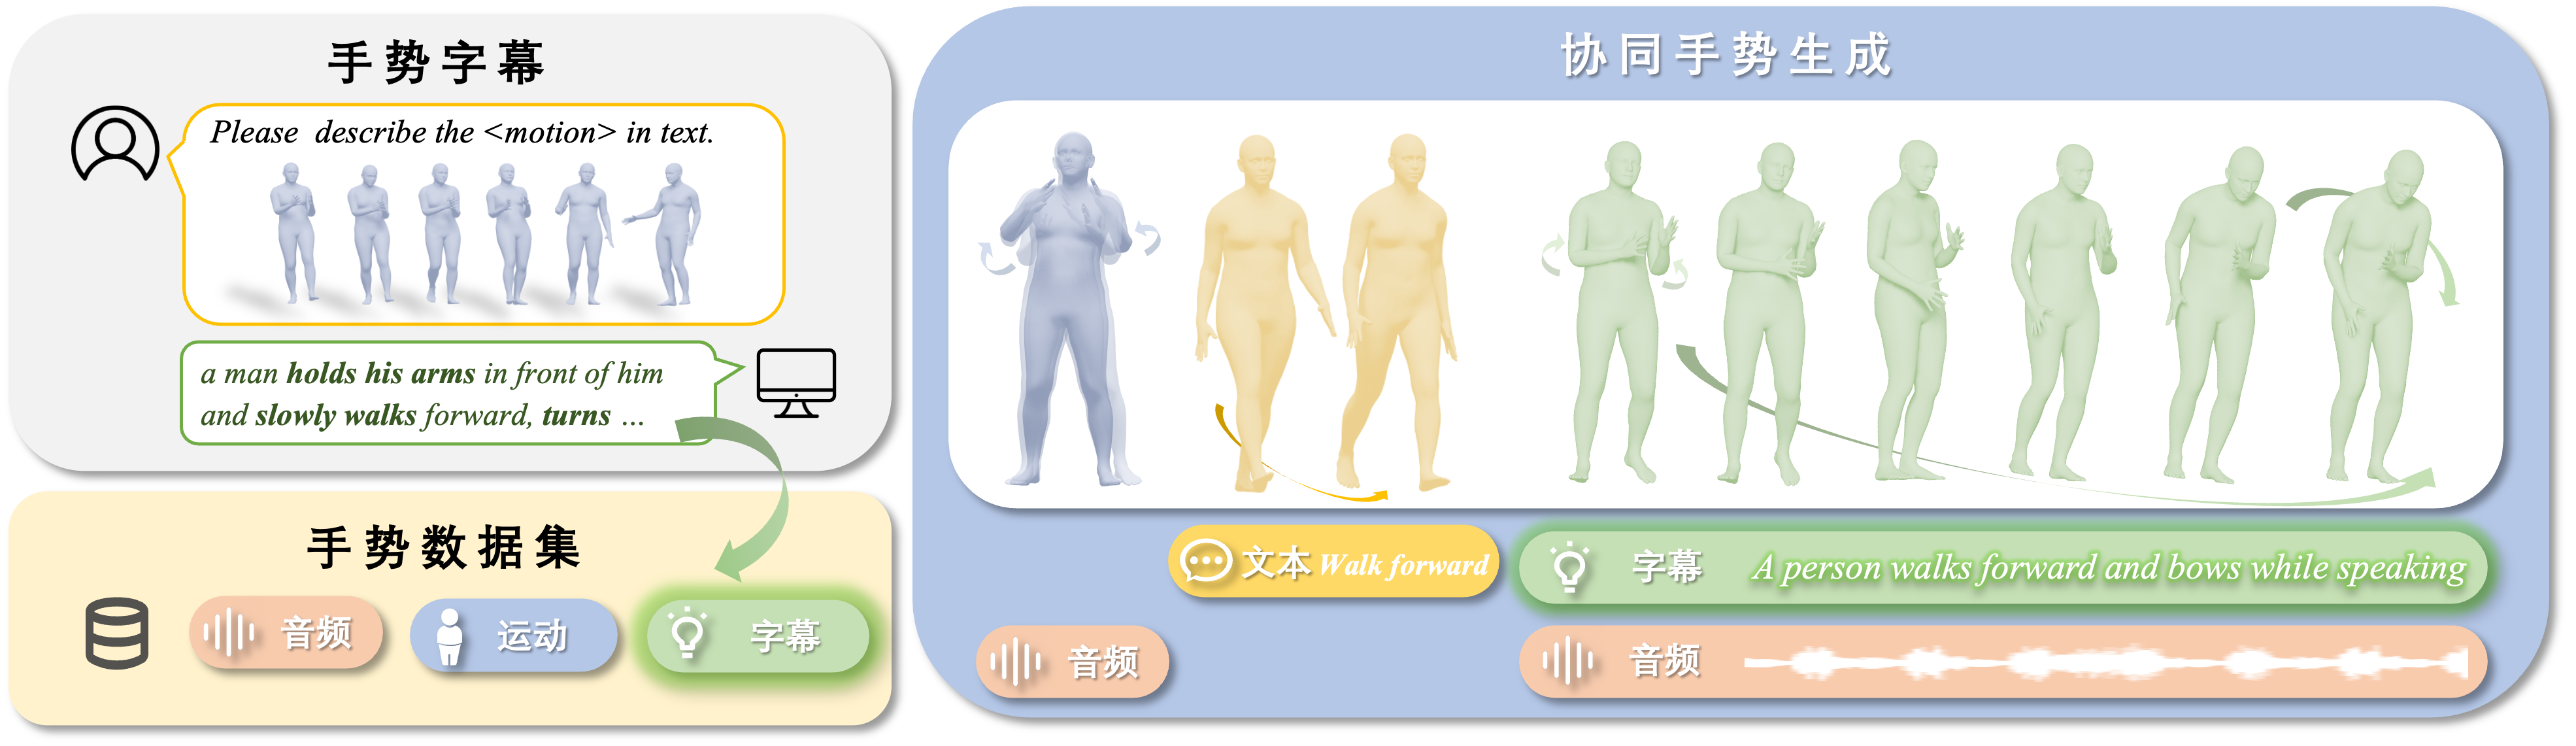 手势字幕
Please describe the <motion> in text.
a man holds his arms in front of him
and slowly walks forward, turns ...
手势数据集
音频
运动
字幕
协同手势生成
文本 Walk forward
字幕 A person walks forward and bows while speaking
音频
音频